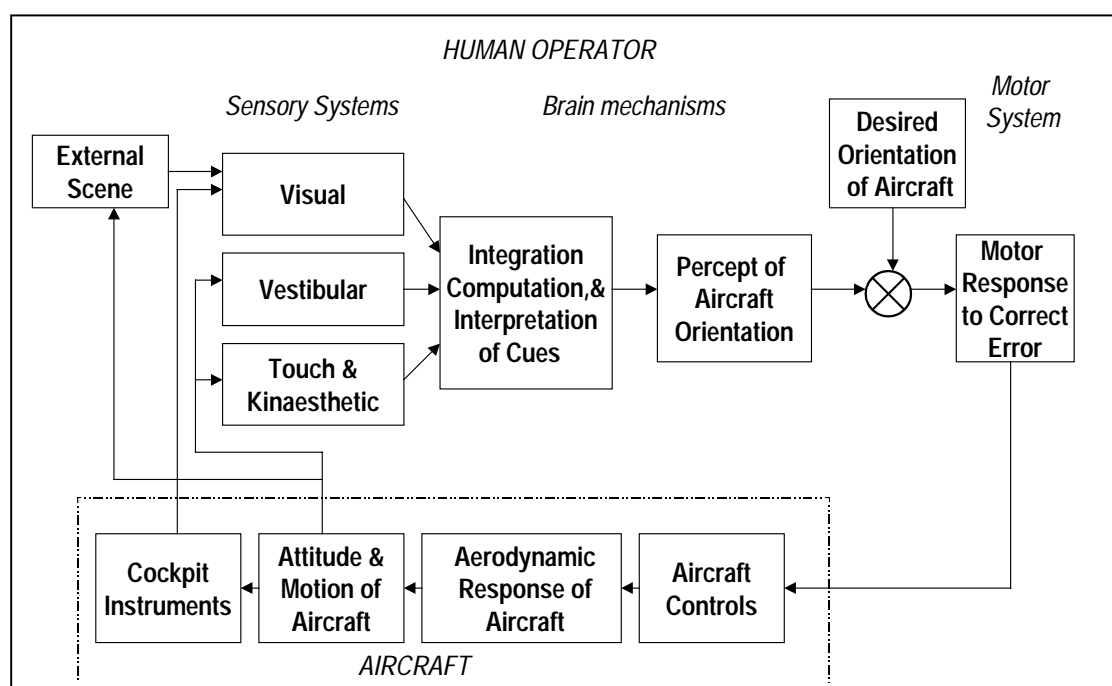 HUMAN OPERATOR
Sensory Systems
Brain mechanisms
Motor
System
External
Scene
Visual
Vestibular
Touch &
Kinaesthetic
Integration
Computation,&
Interpretation
of Cues
Percept of
Aircraft
Orientation
Desired
Orientation
of Aircraft
Motor
Response
to Correct
Error
Cockpit
Instruments
Attitude &
Motion of
Aircraft
Aerodynamic
Response of
Aircraft
Aircraft
Controls
AIRCRAFT